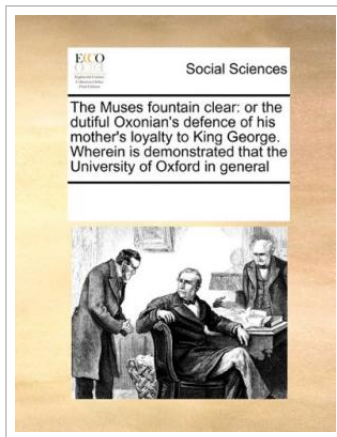 ECCO
Social Sciences
The Muses fountain clear: or the
dutiful Oxonian's defence of his
mother's loyalty to King George.
Wherein is demonstrated that the
University of Oxford in general